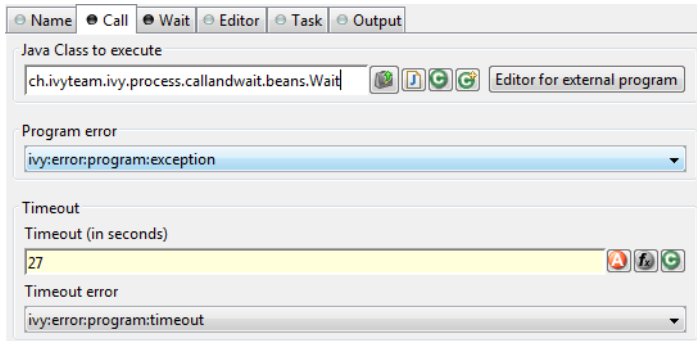 Name Call Wait Editor Task Output
Java Class to execute
ch.ivyteam.ivy.process.callandwait.beans.Wait J C C Editor for external program
Program error
ivy:error:program:exception
Timeout
Timeout (in seconds)
27 A fx C
Timeout error
ivy:error:program:timeout